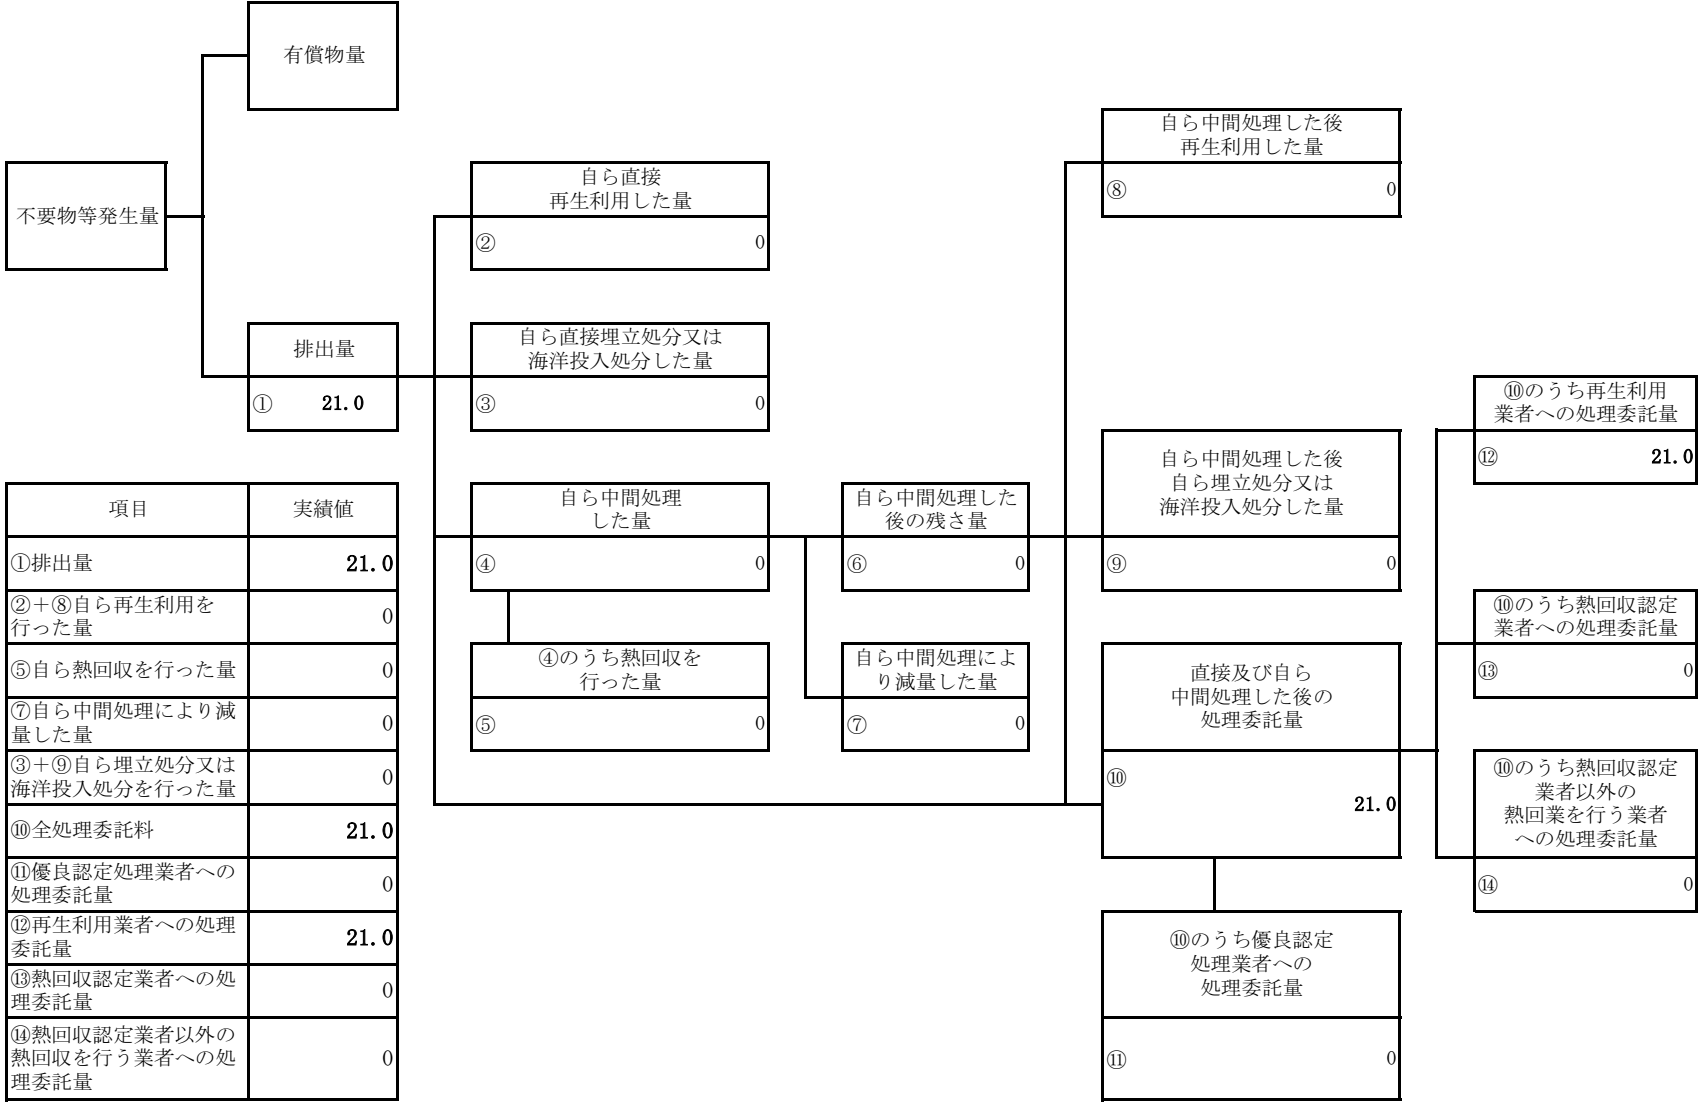 有償物量
不要物等発生量
排出量
① 21.0
自ら直接
再生利用した量
② 0
自ら直接埋立処分又は
海洋投入処分した量
③ 0
自ら中間処理
した量
④ 0
④のうち熱回収を
行った量
⑤ 0
自ら中間処理した
後の残さ量
⑥ 0
自ら中間処理によ
り減量した量
⑦ 0
自ら中間処理した後
再生利用した量
⑧ 0
自ら中間処理した後
自ら埋立処分又は
海洋投入処分した量
⑨ 0
直接及び自ら
中間処理した後の
処理委託量
⑩
21.0
⑩のうち優良認定
処理業者への
処理委託量
⑪ 0
⑩のうち再生利用
業者への処理委託量
⑫ 21.0
⑩のうち熱回収認定
業者への処理委託量
⑬ 0
⑩のうち熱回収認定
業者以外の
熱回業を行う業者
への処理委託量
⑭ 0
項目 実績値
①排出量 21.0
②＋⑧自ら再生利用を
行った量 0
⑤自ら熱回収を行った量 0
⑦自ら中間処理により減
量した量 0
③＋⑨自ら埋立処分又は
海洋投入処分を行った量 0
⑩全処理委託料 21.0
⑪優良認定処理業者への
処理委託量 0
⑫再生利用業者への処理
委託量 21.0
⑬熱回収認定業者への処
理委託量 0
⑭熱回収認定業者以外の
熱回収を行う業者への処
理委託量 0